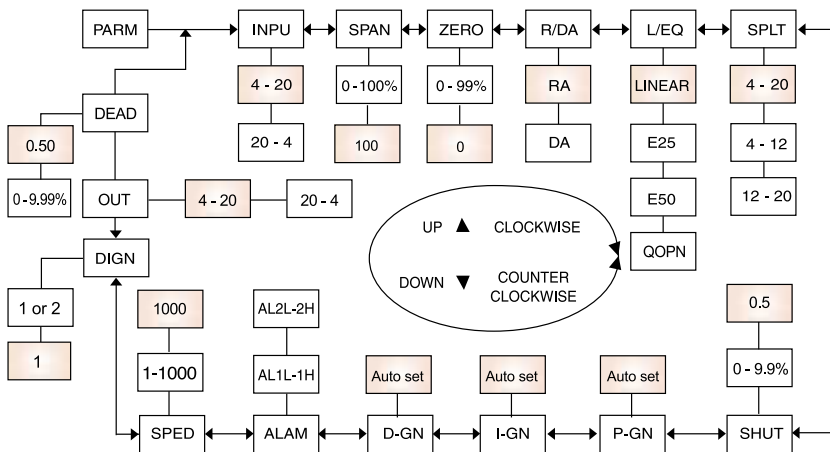 PARM
INPU
SPAN
ZERO
R/DA
L/EQ
SPLT
4 - 20
0 - 100%
0 - 99%
RA
LINEAR
4 - 20
DEAD
20 - 4
100
0
DA
E25
4 - 12
0.50
0 - 9.99%
OUT
4 - 20
20 - 4
E50
12 - 20
UP ▲ CLOCKWISE
QOPN
DIGN
DOWN ▼ COUNTER
CLOCKWISE
1 or 2
1000
AL2L-2H
0.5
1
1-1000
AL1L-1H
Auto set
Auto set
Auto set
0 - 9.9%
SPED
ALAM
D-GN
I-GN
P-GN
SHUT